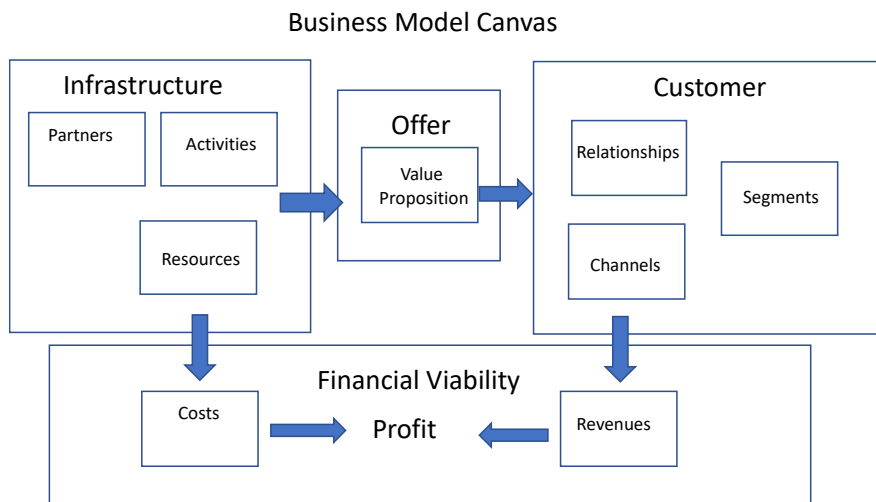 Business Model Canvas
Infrastructure
Partners
Activities
Resources
Offer
Value
Proposition
Customer
Relationships
Segments
Channels
Financial Viability
Costs
Profit
Revenues